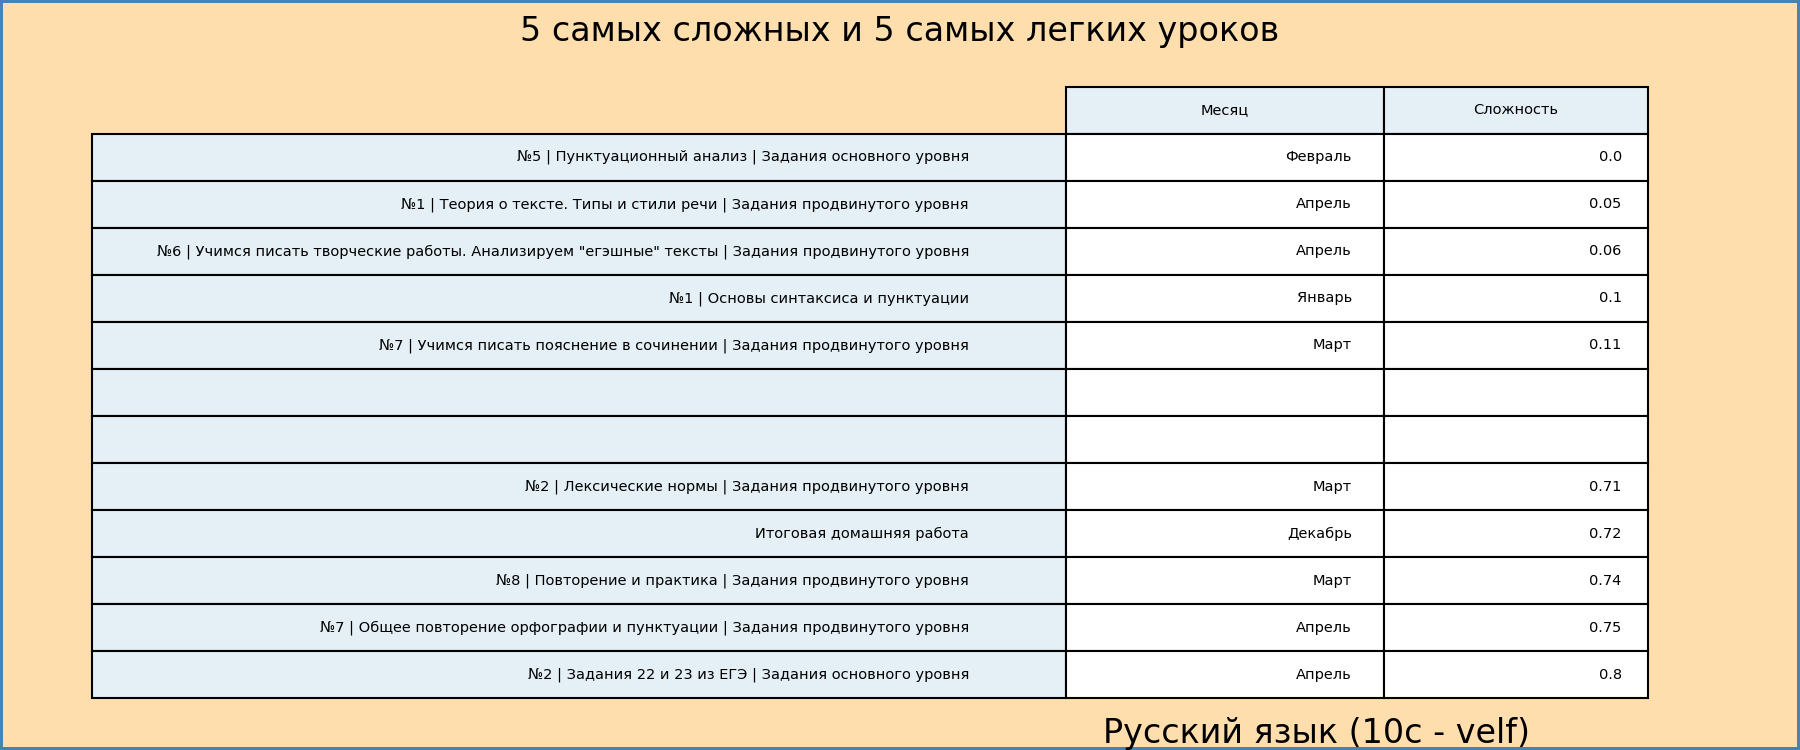 5 самых сложных и 5 самых легких уроков
Месяц Сложность
№5 | Пунктуационный анализ | Задания основного уровня Февраль 0.0
№1 | Теория о тексте. Типы и стили речи | Задания продвинутого уровня Апрель 0.05
№6 | Учимся писать творческие работы. Анализируем "егэшные" тексты | Задания продвинутого уровня Апрель 0.06
№1 | Основы синтаксиса и пунктуации Январь 0.1
№7 | Учимся писать пояснение в сочинении | Задания продвинутого уровня Март 0.11
№2 | Лексические нормы | Задания продвинутого уровня Март 0.71
Итоговая домашняя работа Декабрь 0.72
№8 | Повторение и практика | Задания продвинутого уровня Март 0.74
№7 | Общее повторение орфографии и пунктуации | Задания продвинутого уровня Апрель 0.75
№2 | Задания 22 и 23 из ЕГЭ | Задания основного уровня Апрель 0.8
Русский язык (10с - velf)